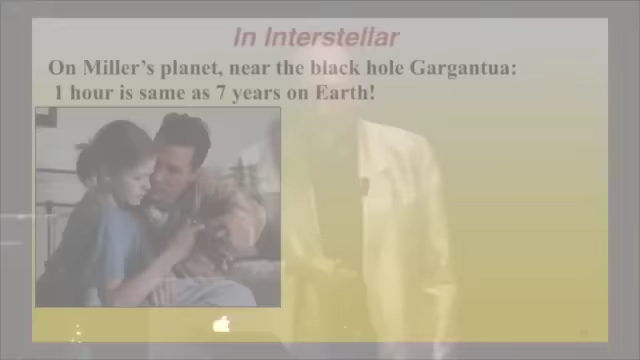 In Interstellar
On Miller's planet, near the black hole Gargantua:
1 hour is same as 7 years on Earth!